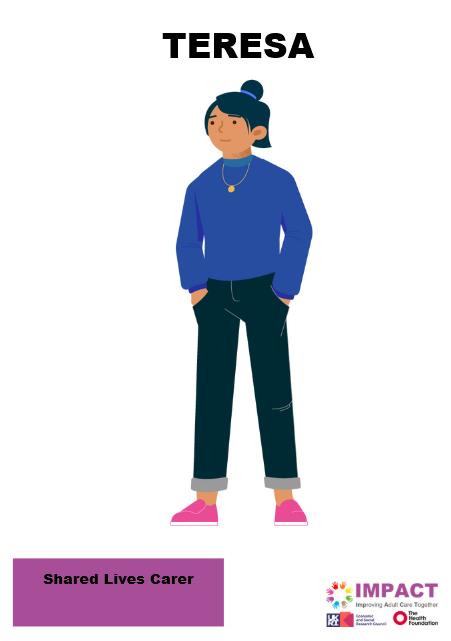 TERESA
Shared Lives Carer
IMPACT
Improving Adult Care Together
Economic
and Social
Research Council
The
Health
Foundation